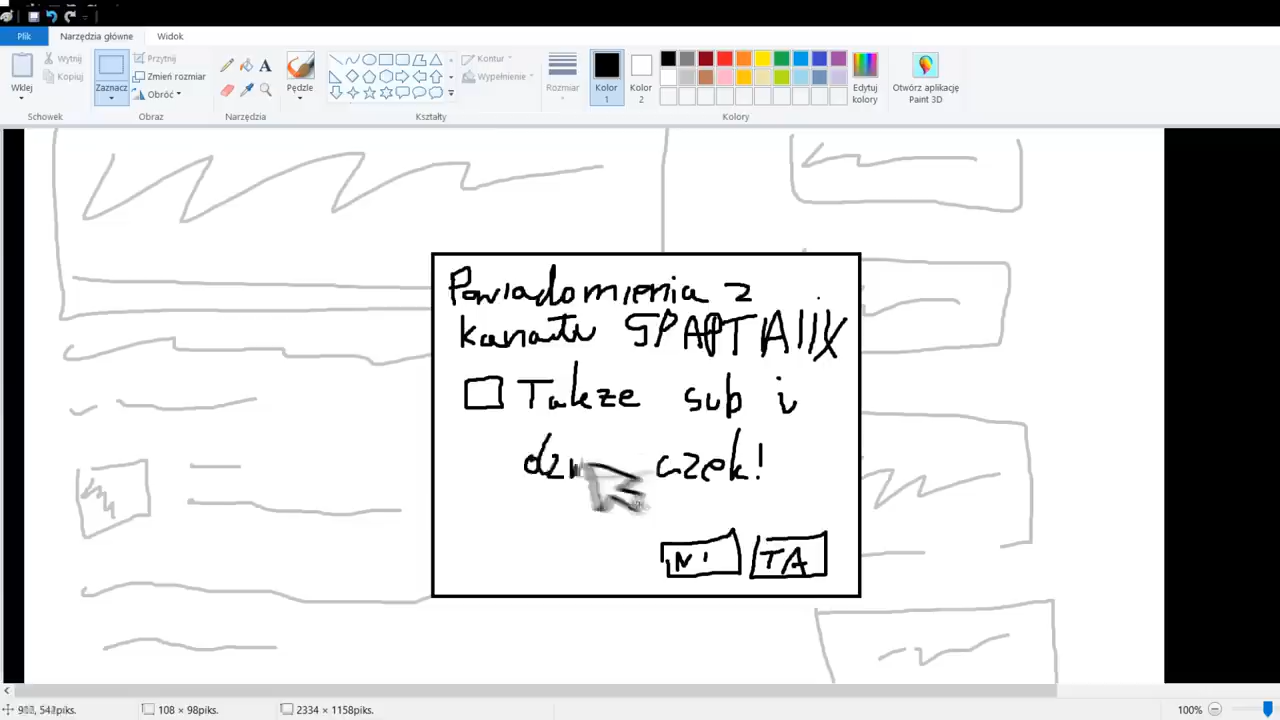 Plik Narzędzia główne Widok
Wklej
Wytnij
Kopiuj
Schowek
Zaznacz
Przytnij
Zmień rozmiar
Obróć
Obraz
A
Narzędzia
Pędzle
Kontur
Wypełnienie
Kształty
Rozmiar
Kolor 1
Kolor 2
Edytuj kolory
Kolory
Otwórz aplikację Paint 3D
Powiadomienia z
kanału
Także sub i
czek!
TA
108 × 98piks. 2334 × 1158piks. 100%